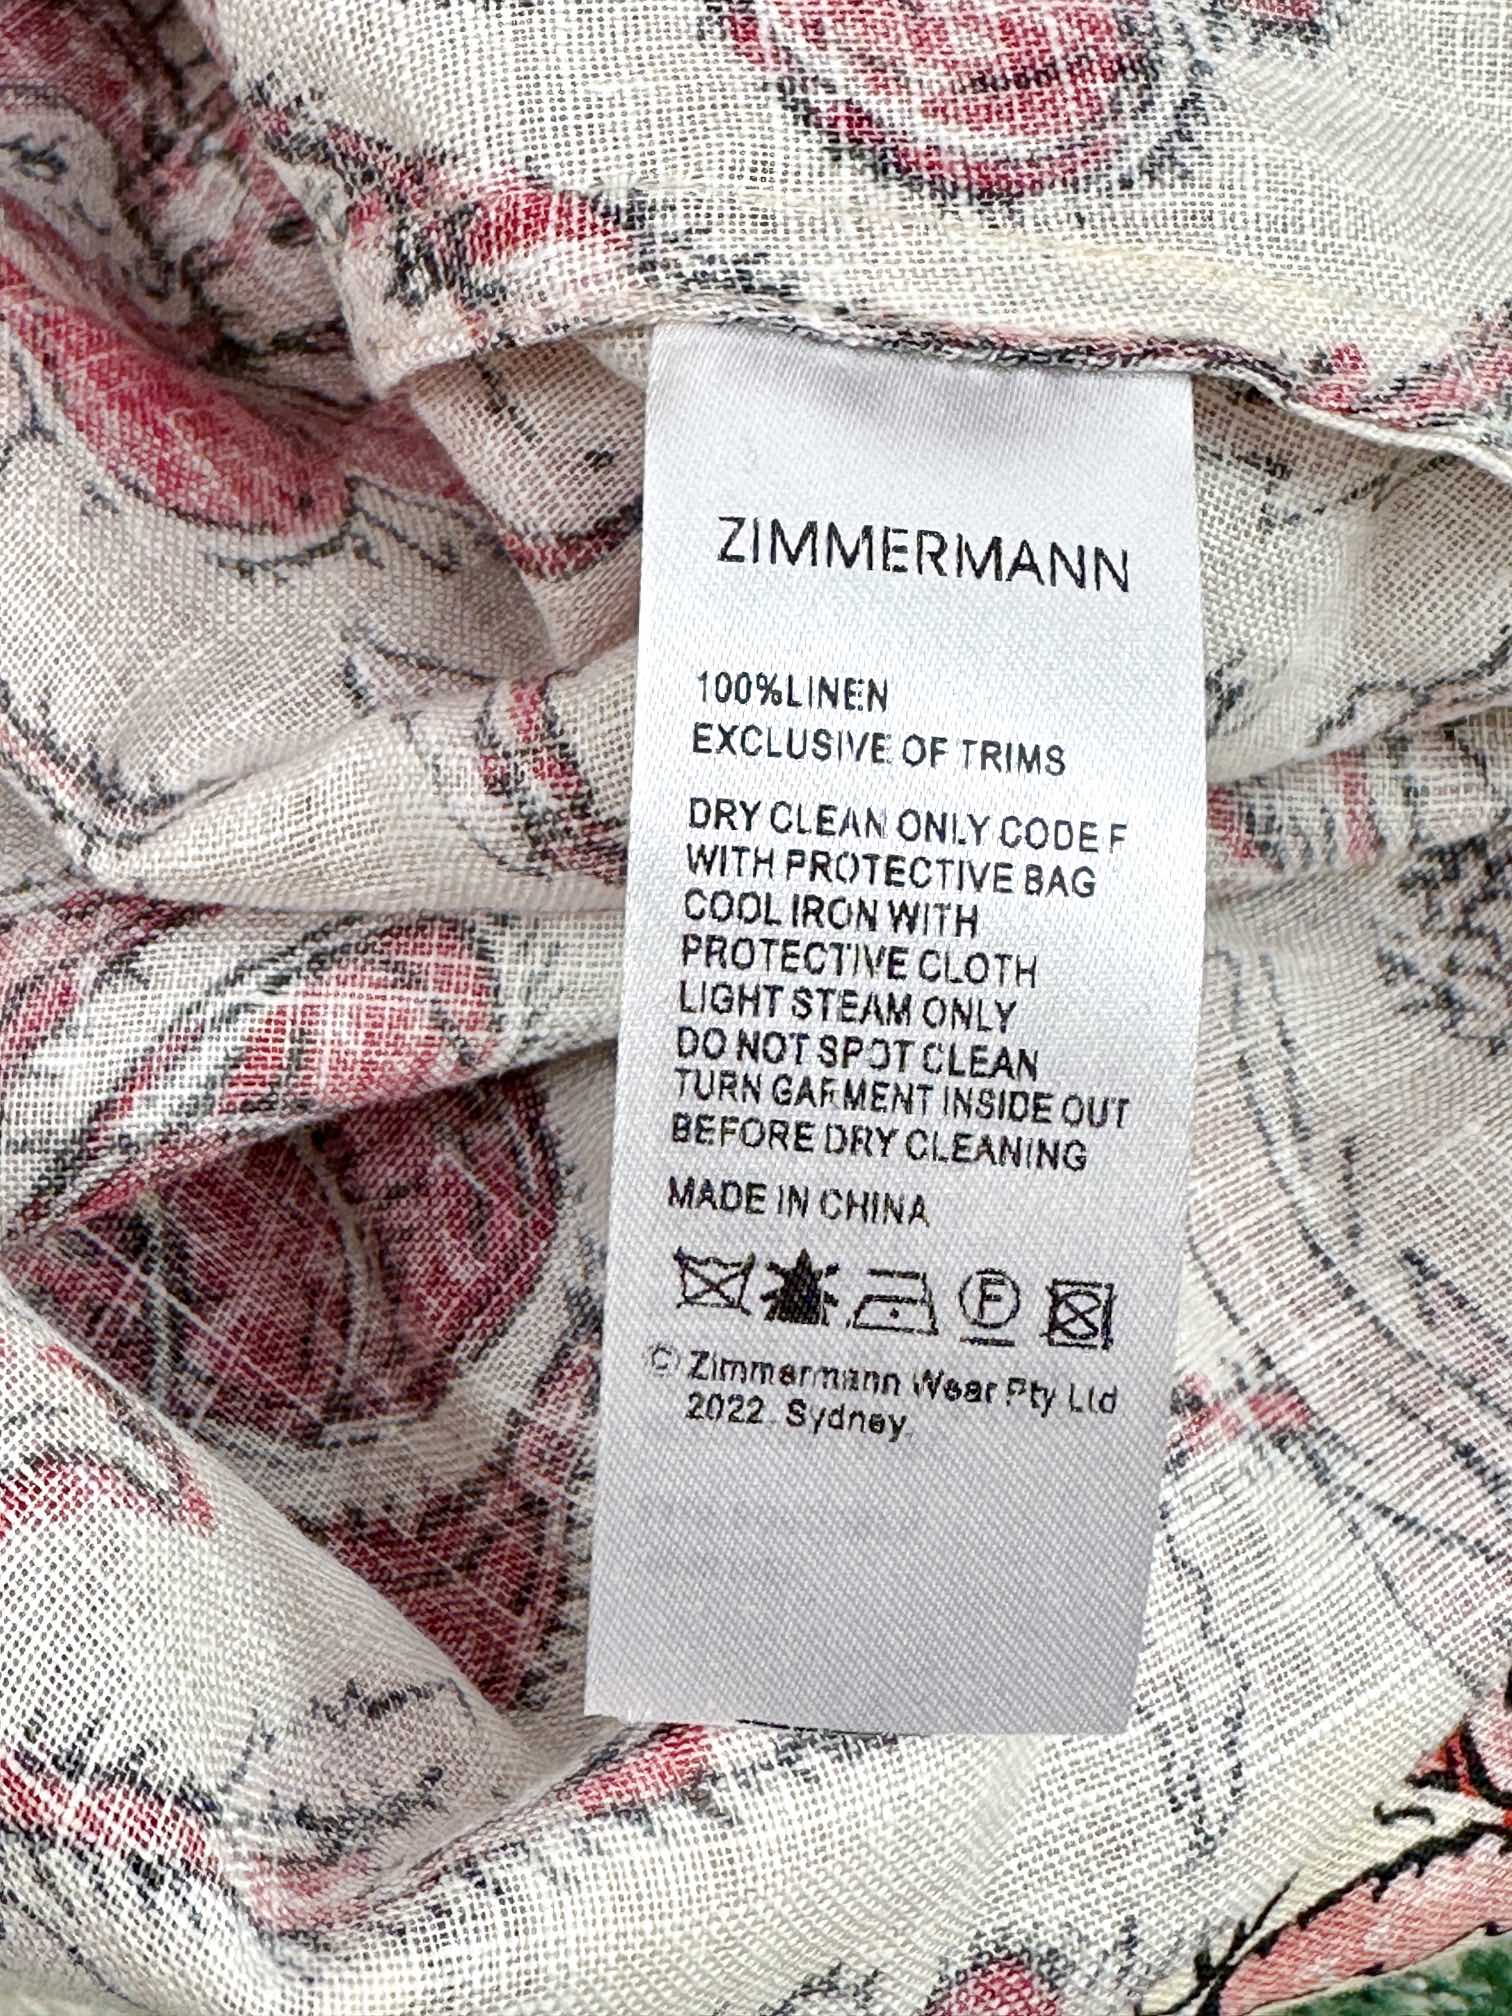 ZIMMERMANN
100%LINEN
EXCLUSIVE OF TRIMS
DRY CLEAN ONLY CODE F
WITH PROTECTIVE BAG
COOL IRON WITH
PROTECTIVE CLOTH
LIGHT STEAM ONLY
DO NOT SPOT CLEAN
TURN GARMENT INSIDE OUT
BEFORE DRY CLEANING
MADE IN CHINA
F
© Zimmermann Wear Pty Ltd
2022. Sydney.